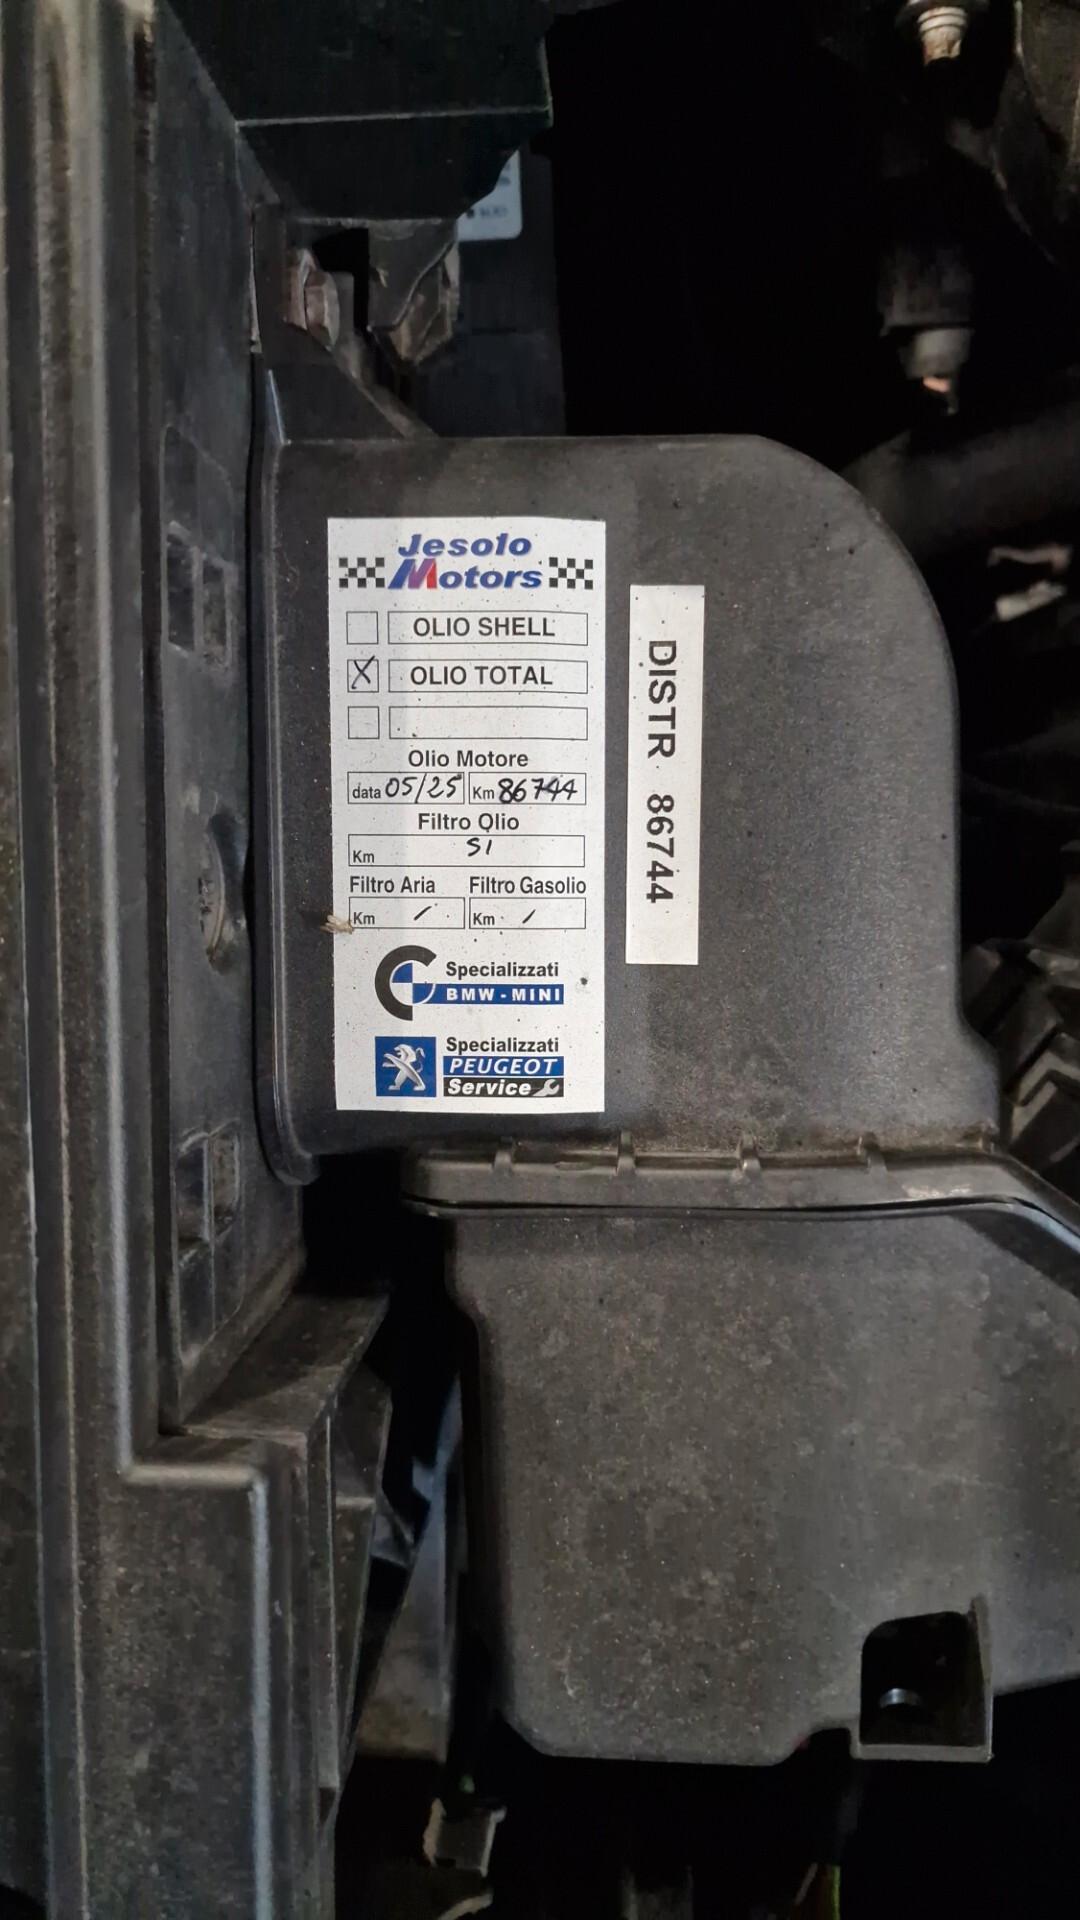 Jesolo
Motors
OLIO SHELL
X OLIO TOTAL
Olio Motore
data 05/25 Km 86744
Filtro Olio
Km SI
Filtro Aria Filtro Gasolio
Km / Km /
Specializzati
BMW - MINI
Specializzati
PEUGEOT
Service
DISTR 86744